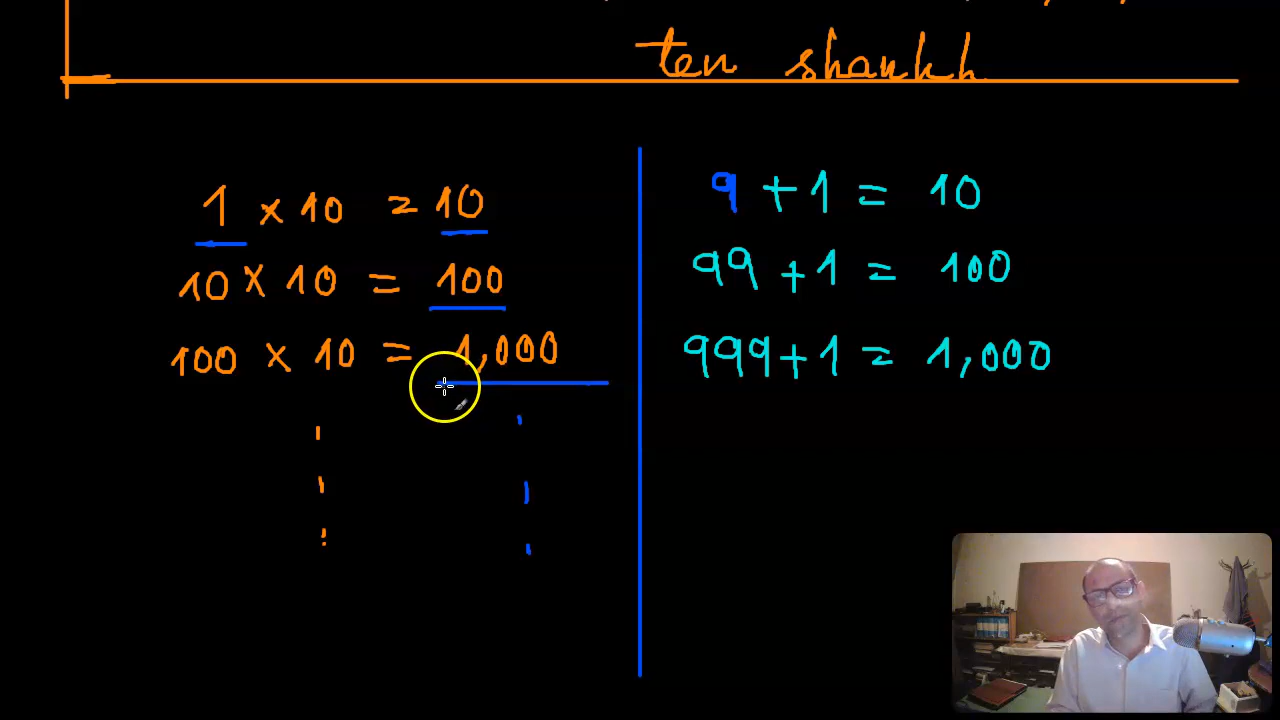 ten shankh
1 × 10 = 10
10 × 10 = 100
100 × 10 = 1,000
9 + 1 = 10
99 + 1 = 100
999 + 1 = 1,000